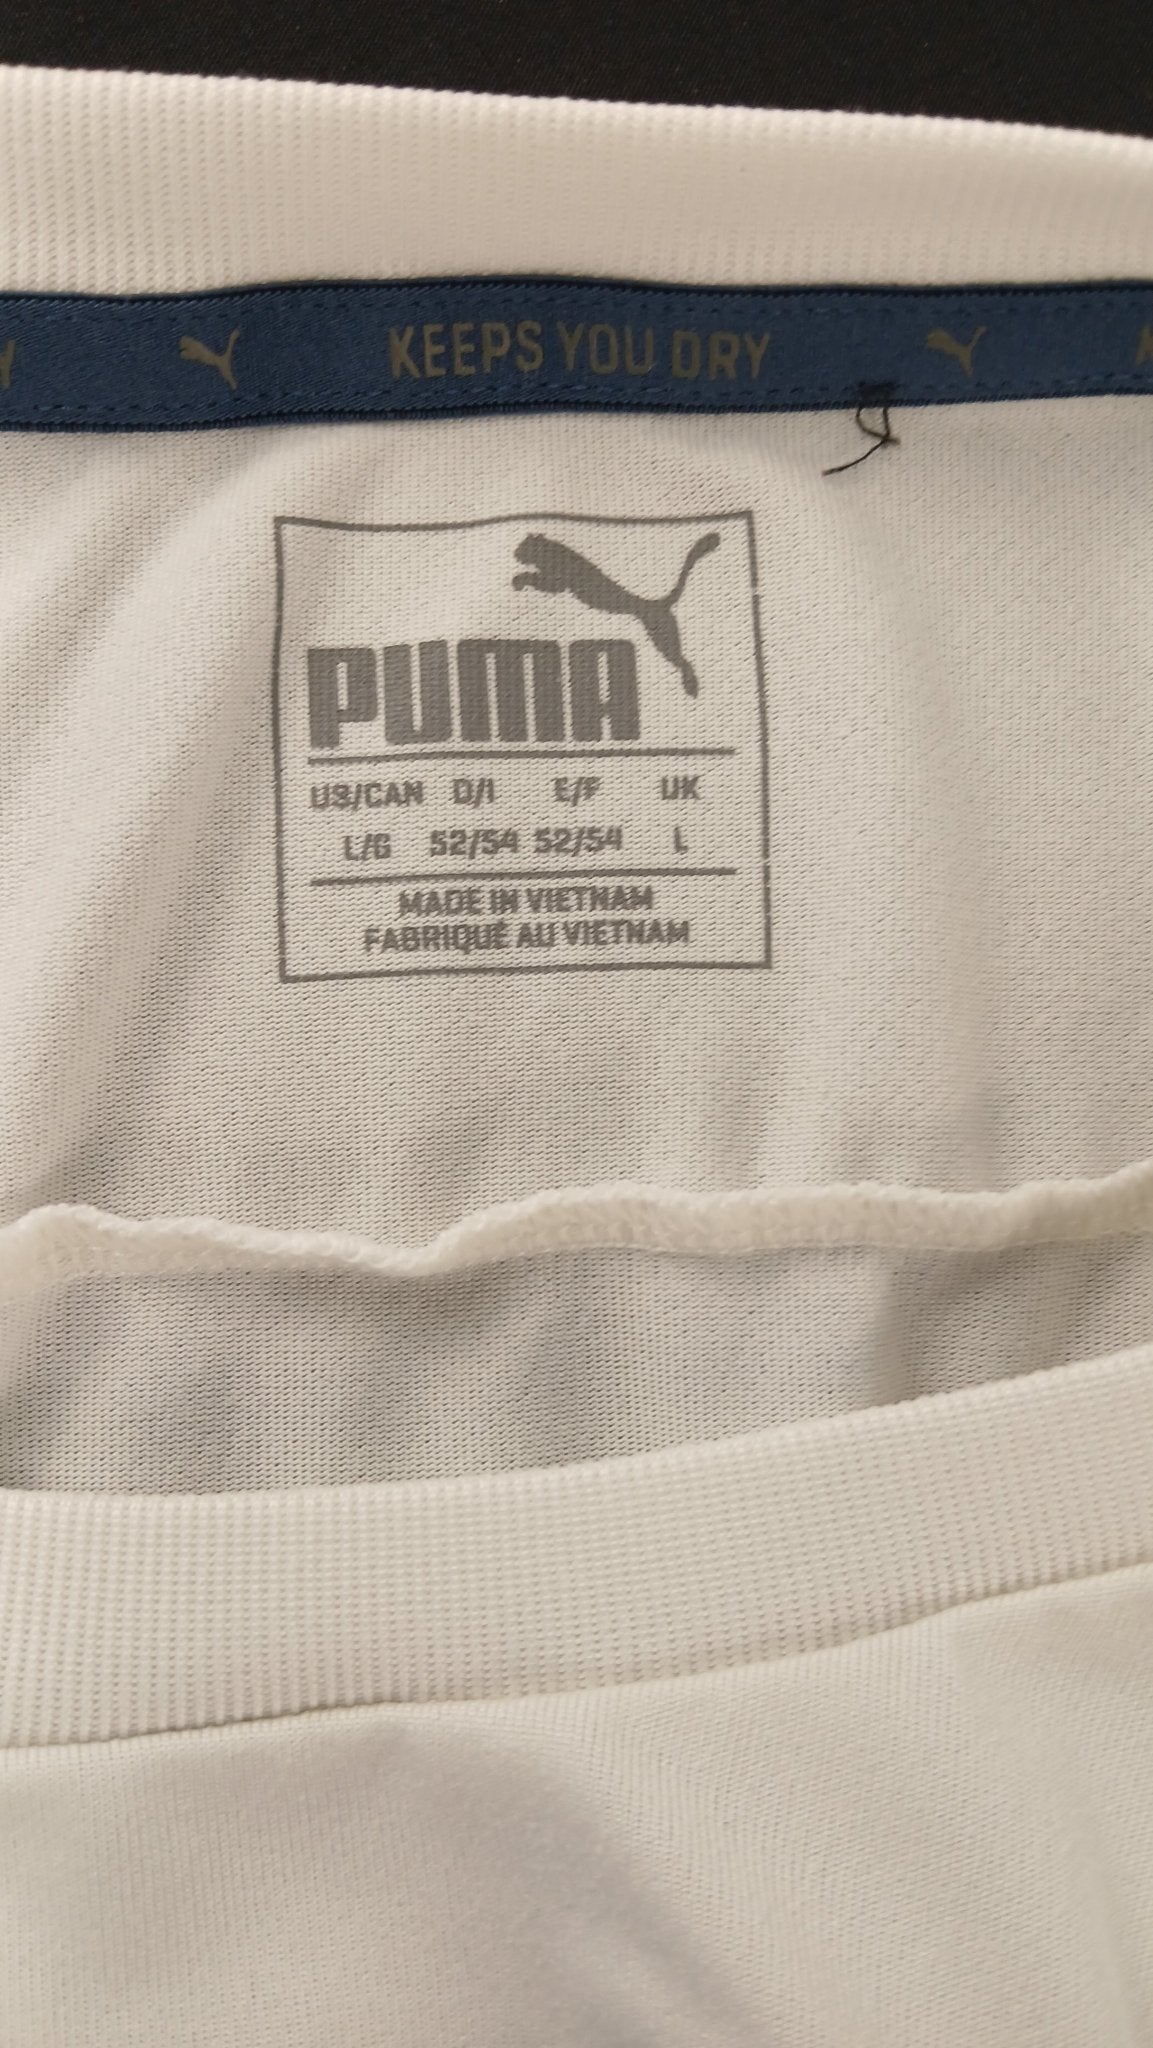 KEEPS YOU DRY
PUMA
US/CAN D/I E/F UK
L/G 52/54 52/54 L
MADE IN VIETNAM
FABRIQUÉ AU VIETNAM